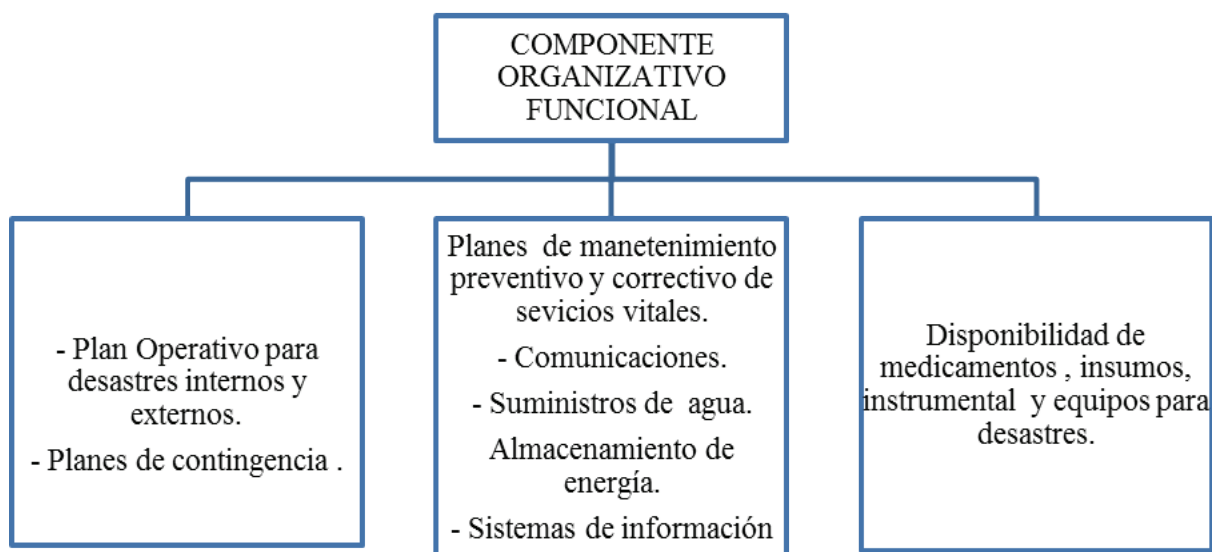 COMPONENTE
ORGANIZATIVO
FUNCIONAL
- Plan Operativo para
desastres internos y
externos.
- Planes de contingencia .
Planes de manetenimiento
preventivo y correctivo de
sevicios vitales.
- Comunicaciones.
- Suministros de agua.
Almacenamiento de
energía.
- Sistemas de información
Disponibilidad de
medicamentos , insumos,
instrumental y equipos para
desastres.